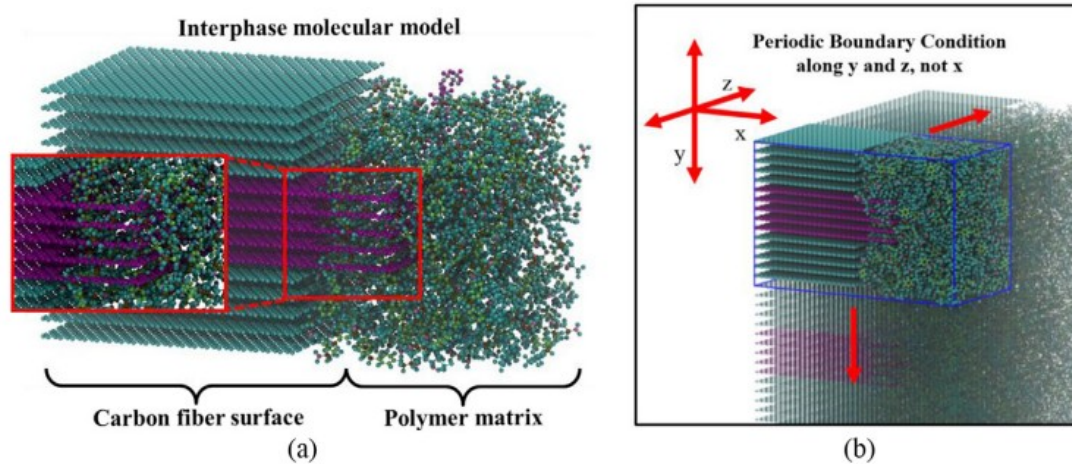 Interphase molecular model
Carbon fiber surface
Polymer matrix
(a)
Periodic Boundary Condition
along y and z, not x
z
x
y
(b)